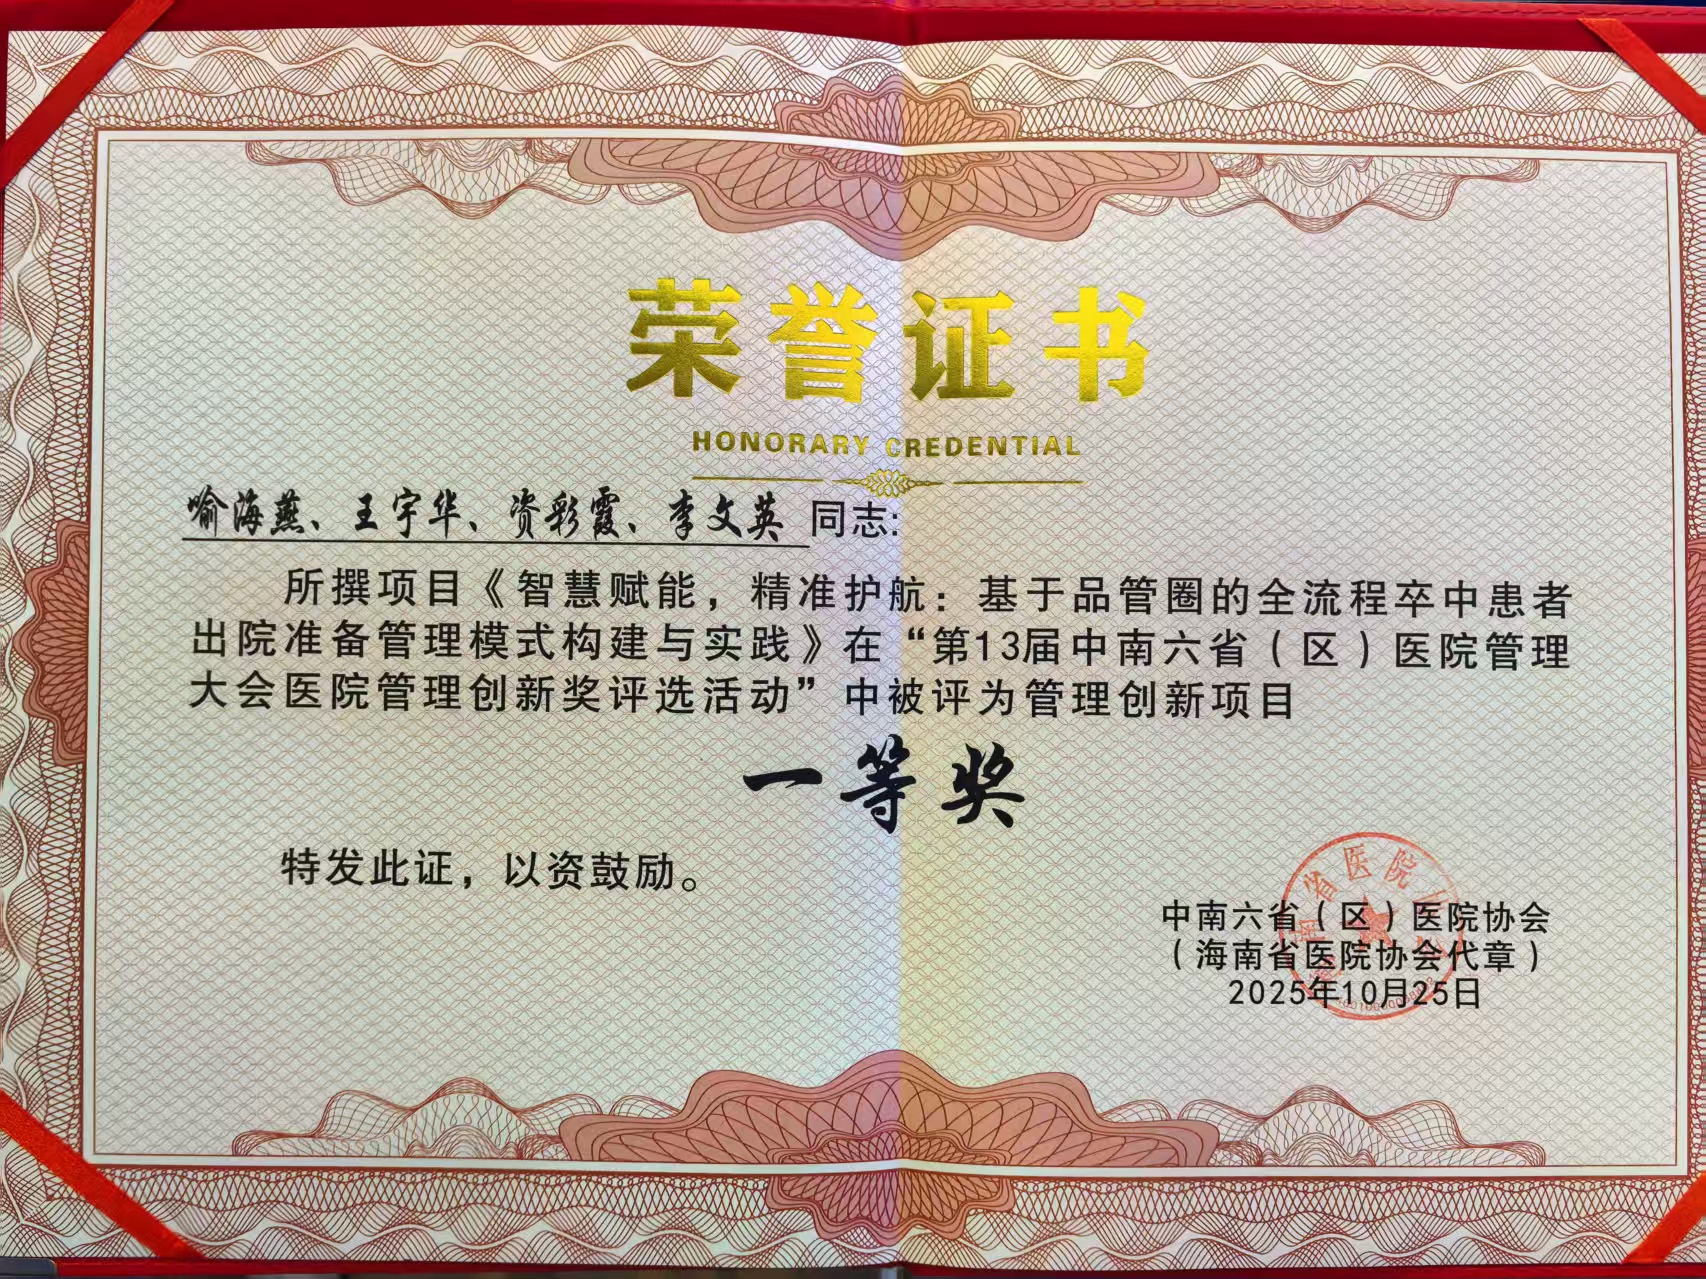 荣誉证书
HONORARY CREDENTIAL
喻海燕、王宇华、资彩霞、李文英 同志:
所撰项目《智慧赋能，精准护航：基于品管圈的全流程卒中患者
出院准备管理模式构建与实践》在“第13届中南六省（区）医院管理
大会医院管理创新奖评选活动”中被评为管理创新项目
一等奖
特发此证，以资鼓励。
中南六省（区）医院协会
（海南省医院协会代章）
2025年10月25日